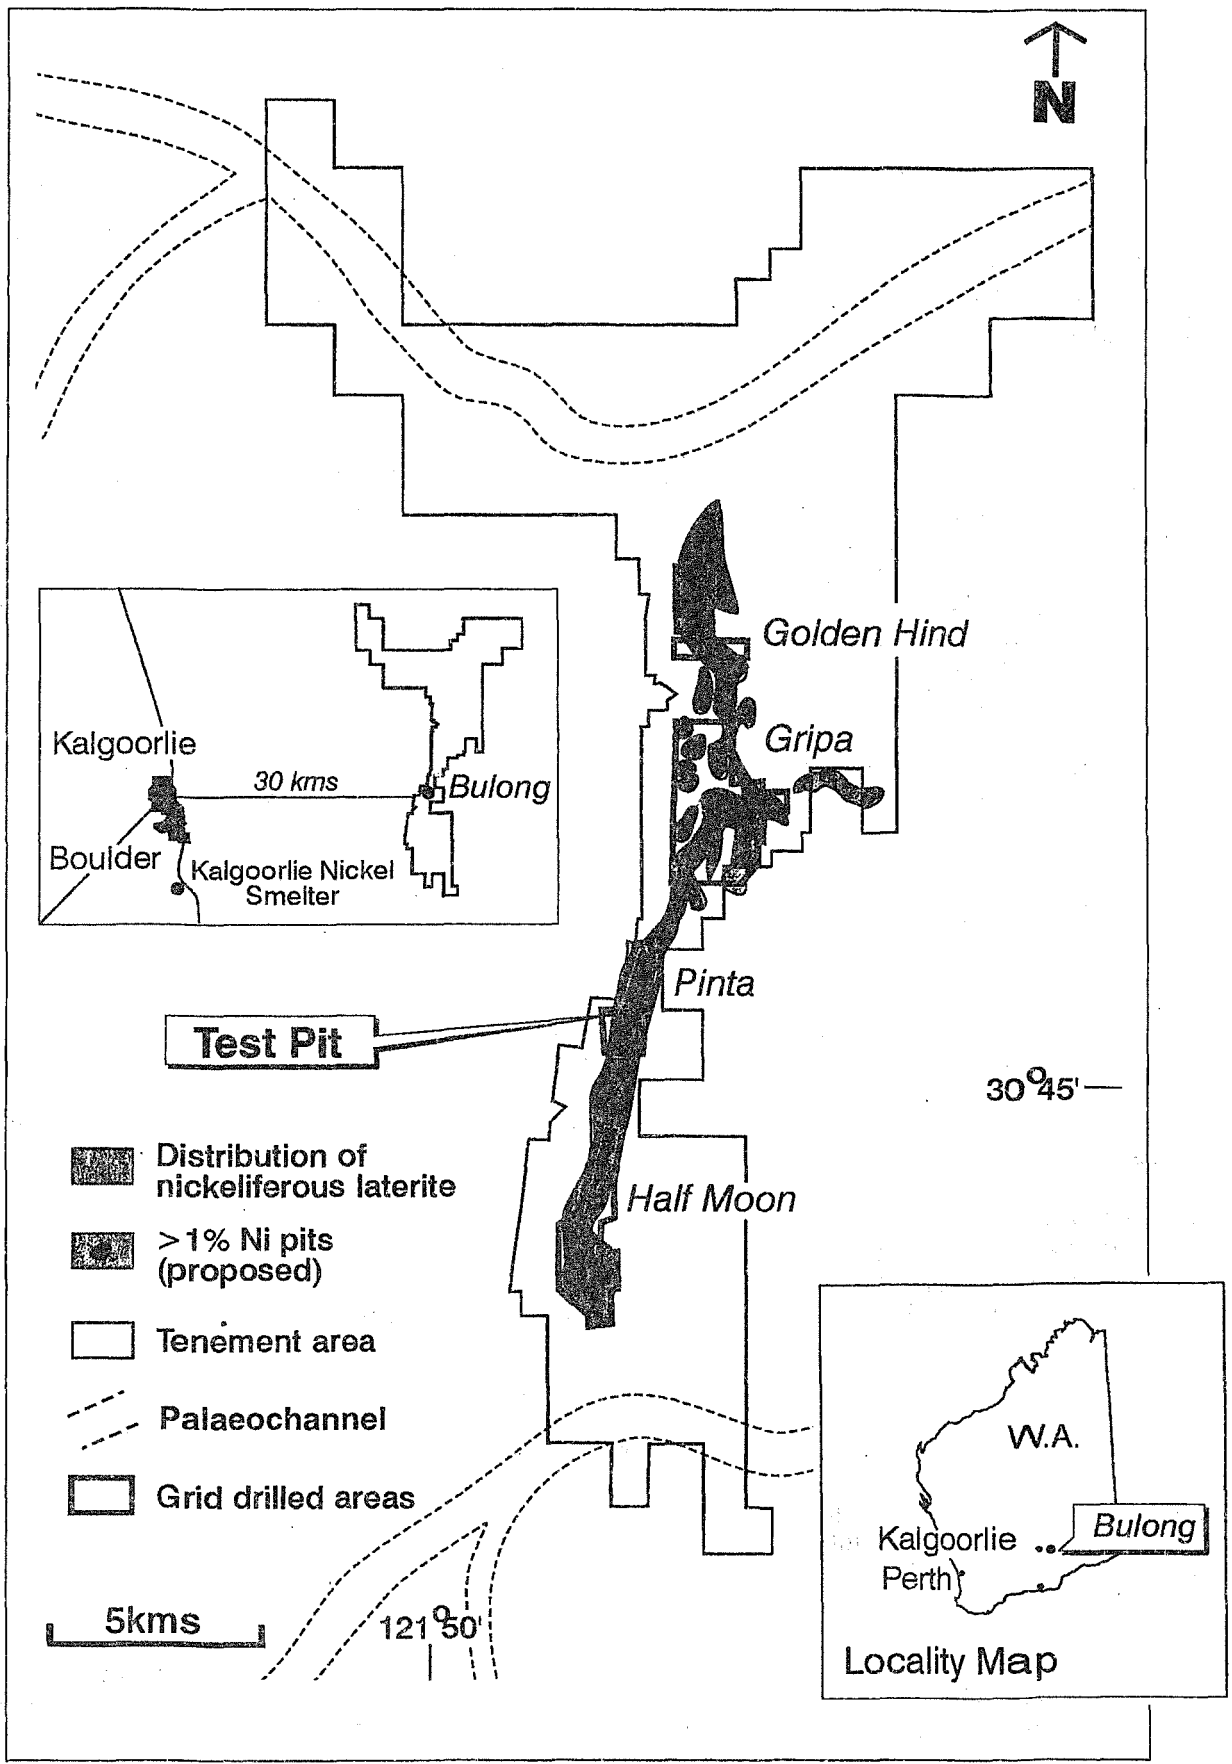 N
Golden Hind
Gripa
Kalgoorlie
30 kms
Bulong
Boulder
Kalgoorlie Nickel
Smelter
Pinta
Test Pit
30°45'
Distribution of
nickeliferous laterite
>1% Ni pits
(proposed)
Tenement area
Palaeochannel
Grid drilled areas
Half Moon
5kms
121°50'
W.A.
Bulong
Kalgoorlie
Perth
Locality Map